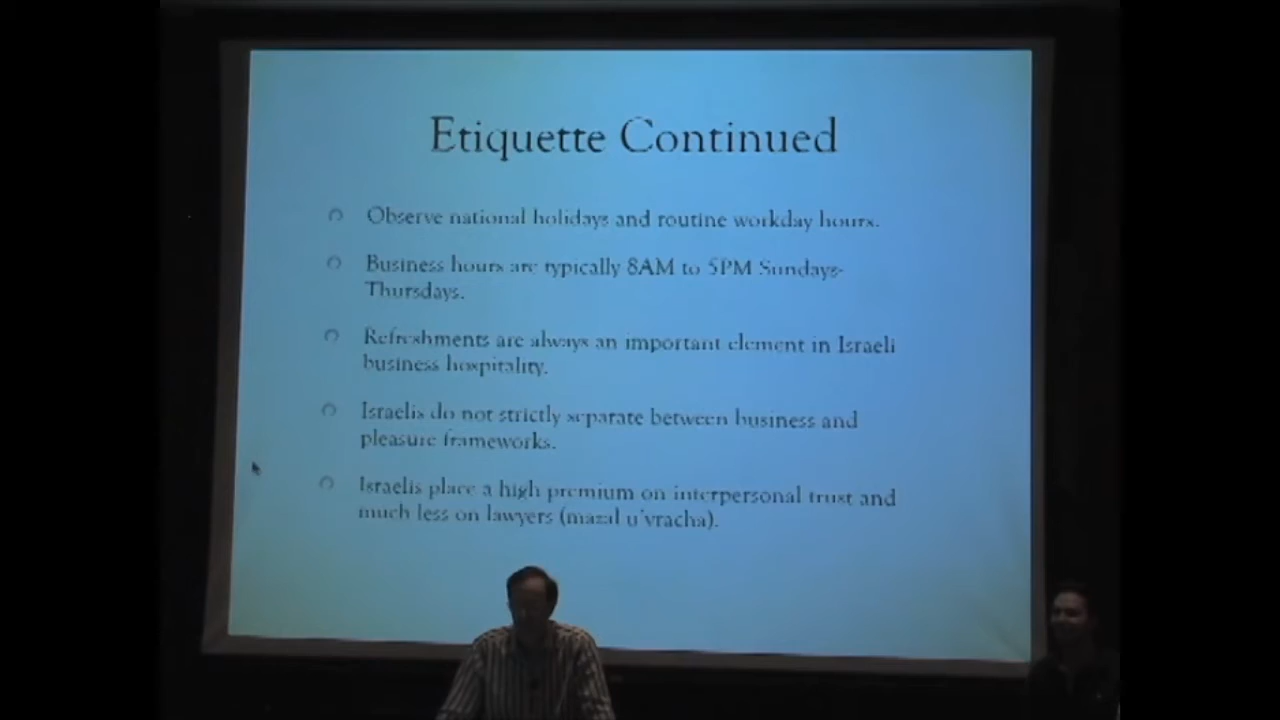 Etiquette Continued
Observe national holidays and routine workday hours.
Business hours are typically 8AM to 5PM Sundays-
Thursdays.
Refreshments are always an important element in Israeli
business hospitality.
Israelis do not strictly separate between business and
pleasure frameworks.
Israelis place a high premium on interpersonal trust and
much less on lawyers (mazal u'vracha).